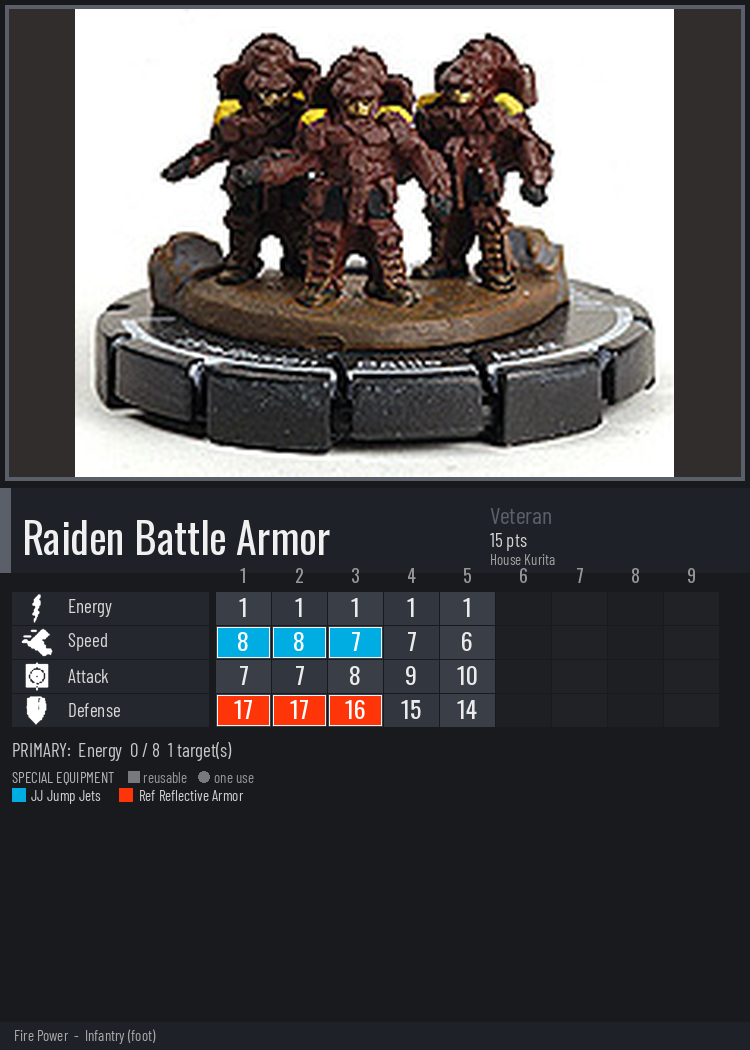 Raiden Battle Armor
Veteran
15 pts
House Kurita
1 2 3 4 5 6 7 8 9
Energy 1 1 1 1 1
Speed 8 8 7 7 6
Attack 7 7 8 9 10
Defense 17 17 16 15 14
PRIMARY: Energy 0 / 8 1 target(s)
SPECIAL EQUIPMENT reusable one use
JJ Jump Jets Ref Reflective Armor
Fire Power - Infantry (foot)